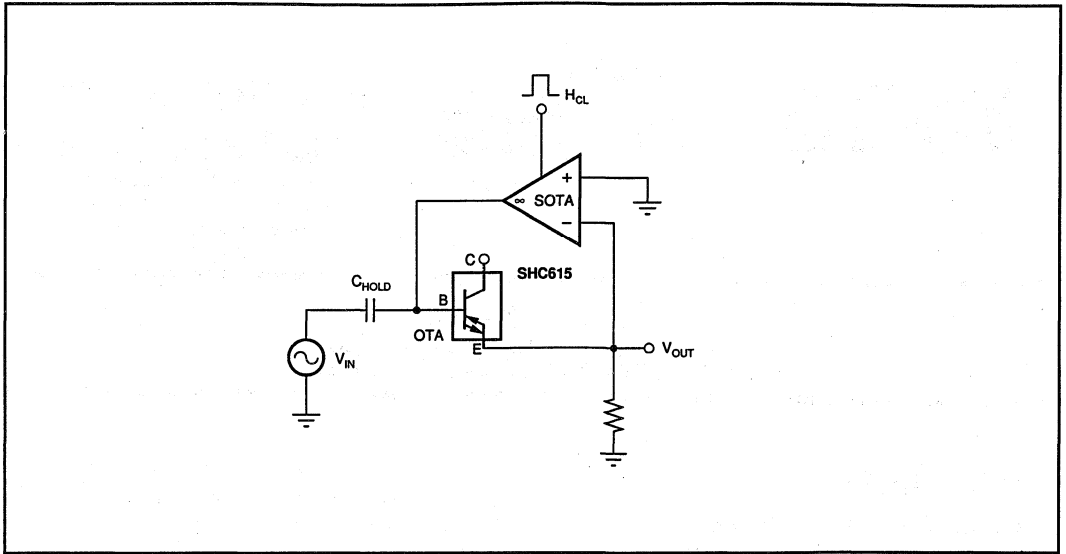 H_CL
+
∞ SOTA
−
C
SHC615
C_HOLD
B
OTA
E
V_OUT
V_IN